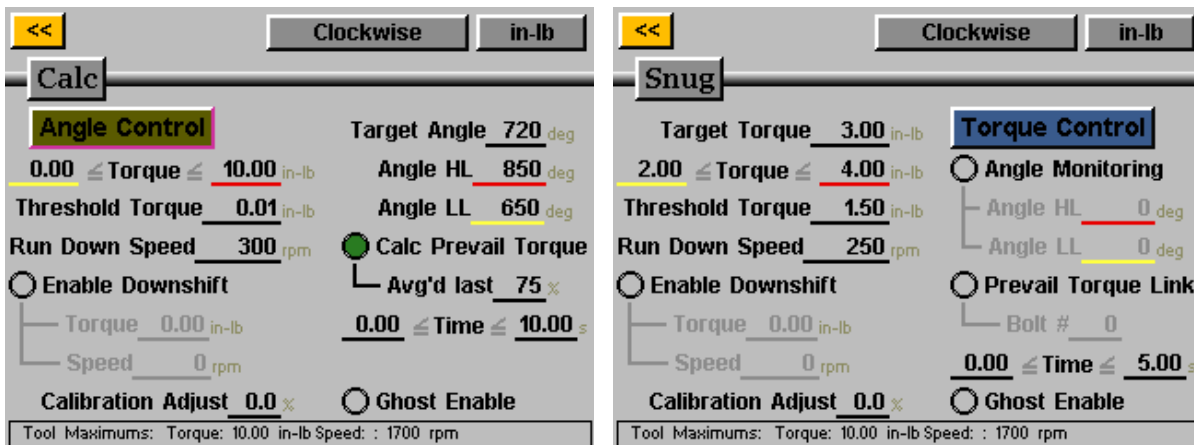 << Clockwise in-lb
Calc
Angle Control Target Angle 720 deg
0.00 ≤ Torque ≤ 10.00 in-lb Angle HL 850 deg
Threshold Torque 0.01 in-lb Angle LL 650 deg
Run Down Speed 300 rpm Calc Prevail Torque
Enable Downshift Avg'd last 75 %
Torque 0.00 in-lb 0.00 ≤ Time ≤ 10.00 s
Speed 0 rpm
Calibration Adjust 0.0 % Ghost Enable
Tool Maximums: Torque: 10.00 in-lb Speed: : 1700 rpm
<< Clockwise in-lb
Snug
Target Torque 3.00 in-lb Torque Control
2.00 ≤ Torque ≤ 4.00 in-lb Angle Monitoring
Threshold Torque 1.50 in-lb Angle HL 0 deg
Run Down Speed 250 rpm Angle LL 0 deg
Enable Downshift Prevail Torque Link
Torque 0.00 in-lb Bolt # 0
Speed 0 rpm 0.00 ≤ Time ≤ 5.00 s
Calibration Adjust 0.0 % Ghost Enable
Tool Maximums: Torque: 10.00 in-lb Speed: : 1700 rpm